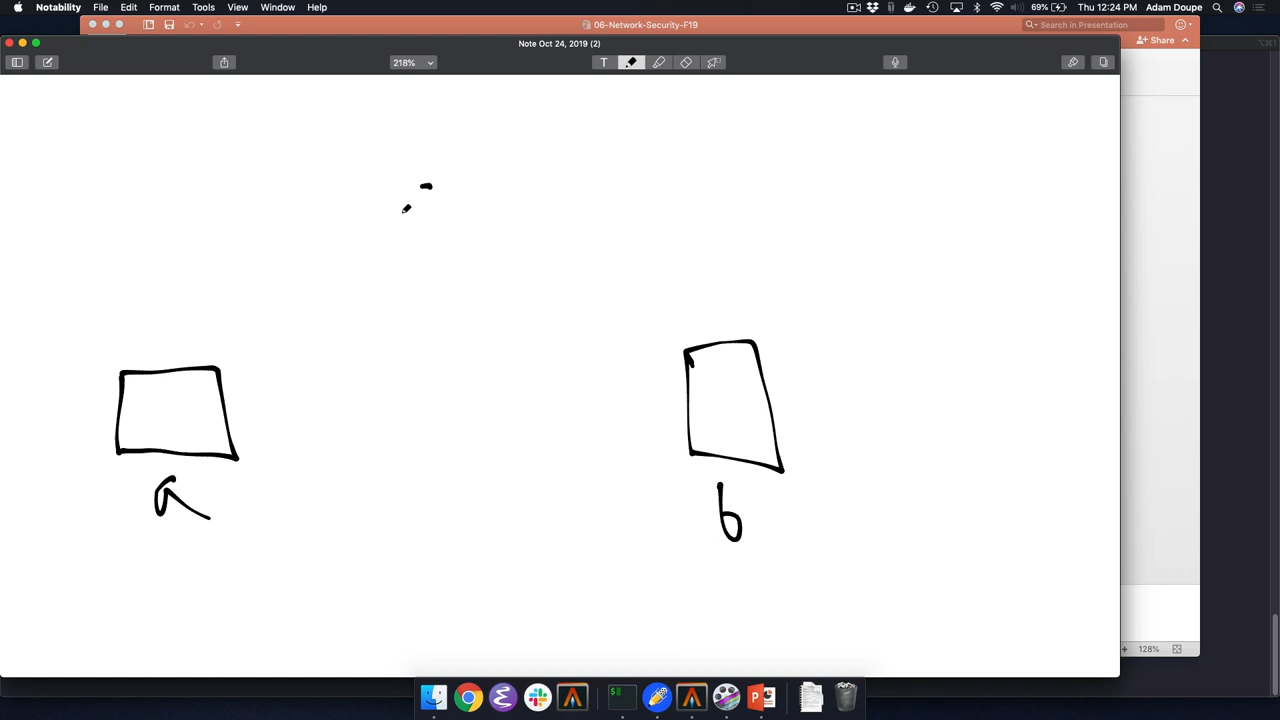 Notability File Edit Format Tools View Window Help 69% Thu 12:24 PM Adam Doupe
06-Network-Security-F19 Search in Presentation
Share
Note Oct 24, 2019 (2)
218% T
a b
128%